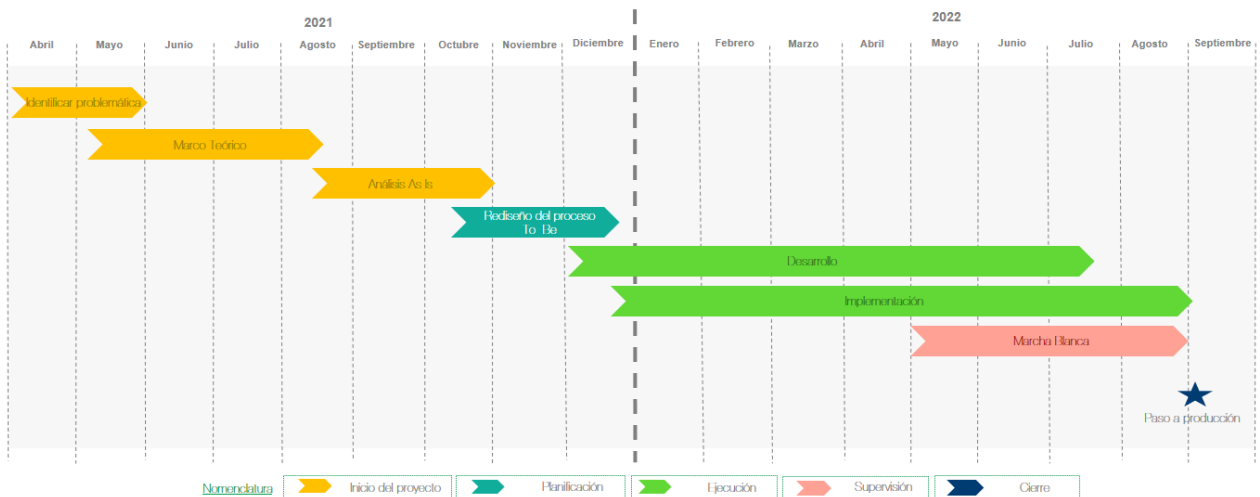 2021
2022
Abril
Mayo
Junio
Julio
Agosto
Septiembre
Octubre
Noviembre
Diciembre
Enero
Febrero
Marzo
Abril
Mayo
Junio
Julio
Agosto
Septiembre
Identificar problemática
Marco Teórico
Análisis As Is
Rediseño del proceso
To Be
Desarrollo
Implementación
Marcha Blanca
Paso a producción
Nomenclatura
Inicio del proyecto
Planificación
Ejecución
Supervisión
Cierre